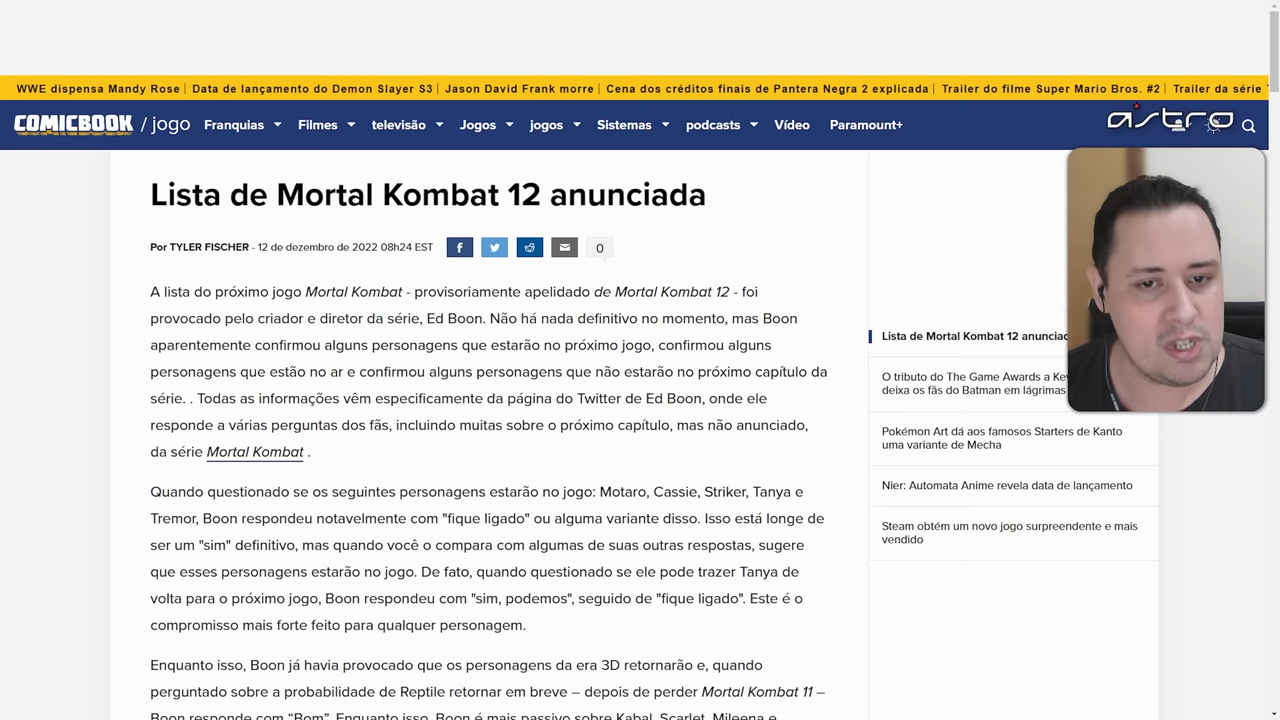 WWE dispensa Mandy Rose | Data de lançamento do Demon Slayer S3 | Jason David Frank morre | Cena dos créditos finais de Pantera Negra 2 explicada | Trailer do filme Super Mario Bros. #2 | Trailer da série
COMICBOOK / jogo Franquias Filmes televisão Jogos jogos Sistemas podcasts Vídeo Paramount+
astro
Lista de Mortal Kombat 12 anunciada
Por TYLER FISCHER - 12 de dezembro de 2022 08h24 EST
0
A lista do próximo jogo Mortal Kombat - provisoriamente apelidado de Mortal Kombat 12 - foi
provocado pelo criador e diretor da série, Ed Boon. Não há nada definitivo no momento, mas Boon
aparentemente confirmou alguns personagens que estarão no próximo jogo, confirmou alguns
personagens que estão no ar e confirmou alguns personagens que não estarão no próximo capítulo da
série. . Todas as informações vêm especificamente da página do Twitter de Ed Boon, onde ele
responde a várias perguntas dos fãs, incluindo muitas sobre o próximo capítulo, mas não anunciado,
da série Mortal Kombat .
Quando questionado se os seguintes personagens estarão no jogo: Motaro, Cassie, Striker, Tanya e
Tremor, Boon respondeu notavelmente com "fique ligado" ou alguma variante disso. Isso está longe de
ser um "sim" definitivo, mas quando você o compara com algumas de suas outras respostas, sugere
que esses personagens estarão no jogo. De fato, quando questionado se ele pode trazer Tanya de
volta para o próximo jogo, Boon respondeu com "sim, podemos", seguido de "fique ligado". Este é o
compromisso mais forte feito para qualquer personagem.
Enquanto isso, Boon já havia provocado que os personagens da era 3D retornarão e, quando
perguntado sobre a probabilidade de Reptile retornar em breve – depois de perder Mortal Kombat 11 –
Boon responde com “Bom”. Enquanto isso, Boon é mais passivo sobre Kabal, Scarlet, Mileena e
Lista de Mortal Kombat 12
O tributo do The Game Awards a
deixa os fãs do Batman em lágrimas
Pokémon Art dá aos famosos Starters de Kanto
uma variante de Mecha
Nier: Automata Anime revela data de lançamento
Steam obtém um novo jogo surpreendente e mais
vendido